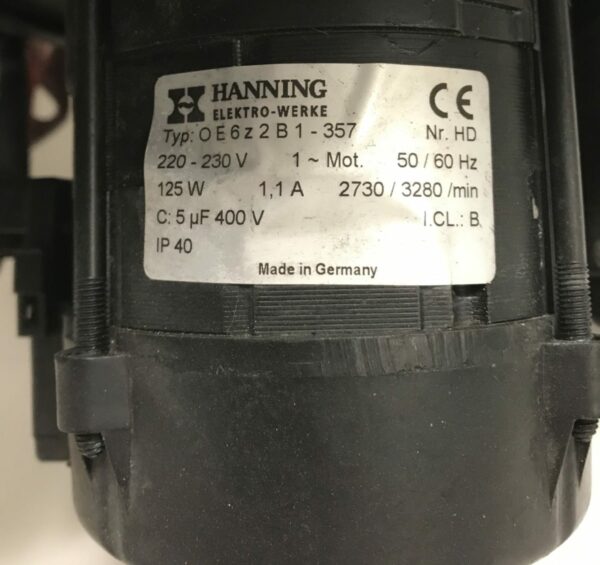 HANNING
ELEKTRO-WERKE
CE
Typ: OE6z2B1-357 Nr. HD
220 - 230 V 1 ~ Mot. 50 / 60 Hz
125 W 1,1 A 2730 / 3280 /min
C: 5 µF 400 V I.CL.: B
IP 40
Made in Germany